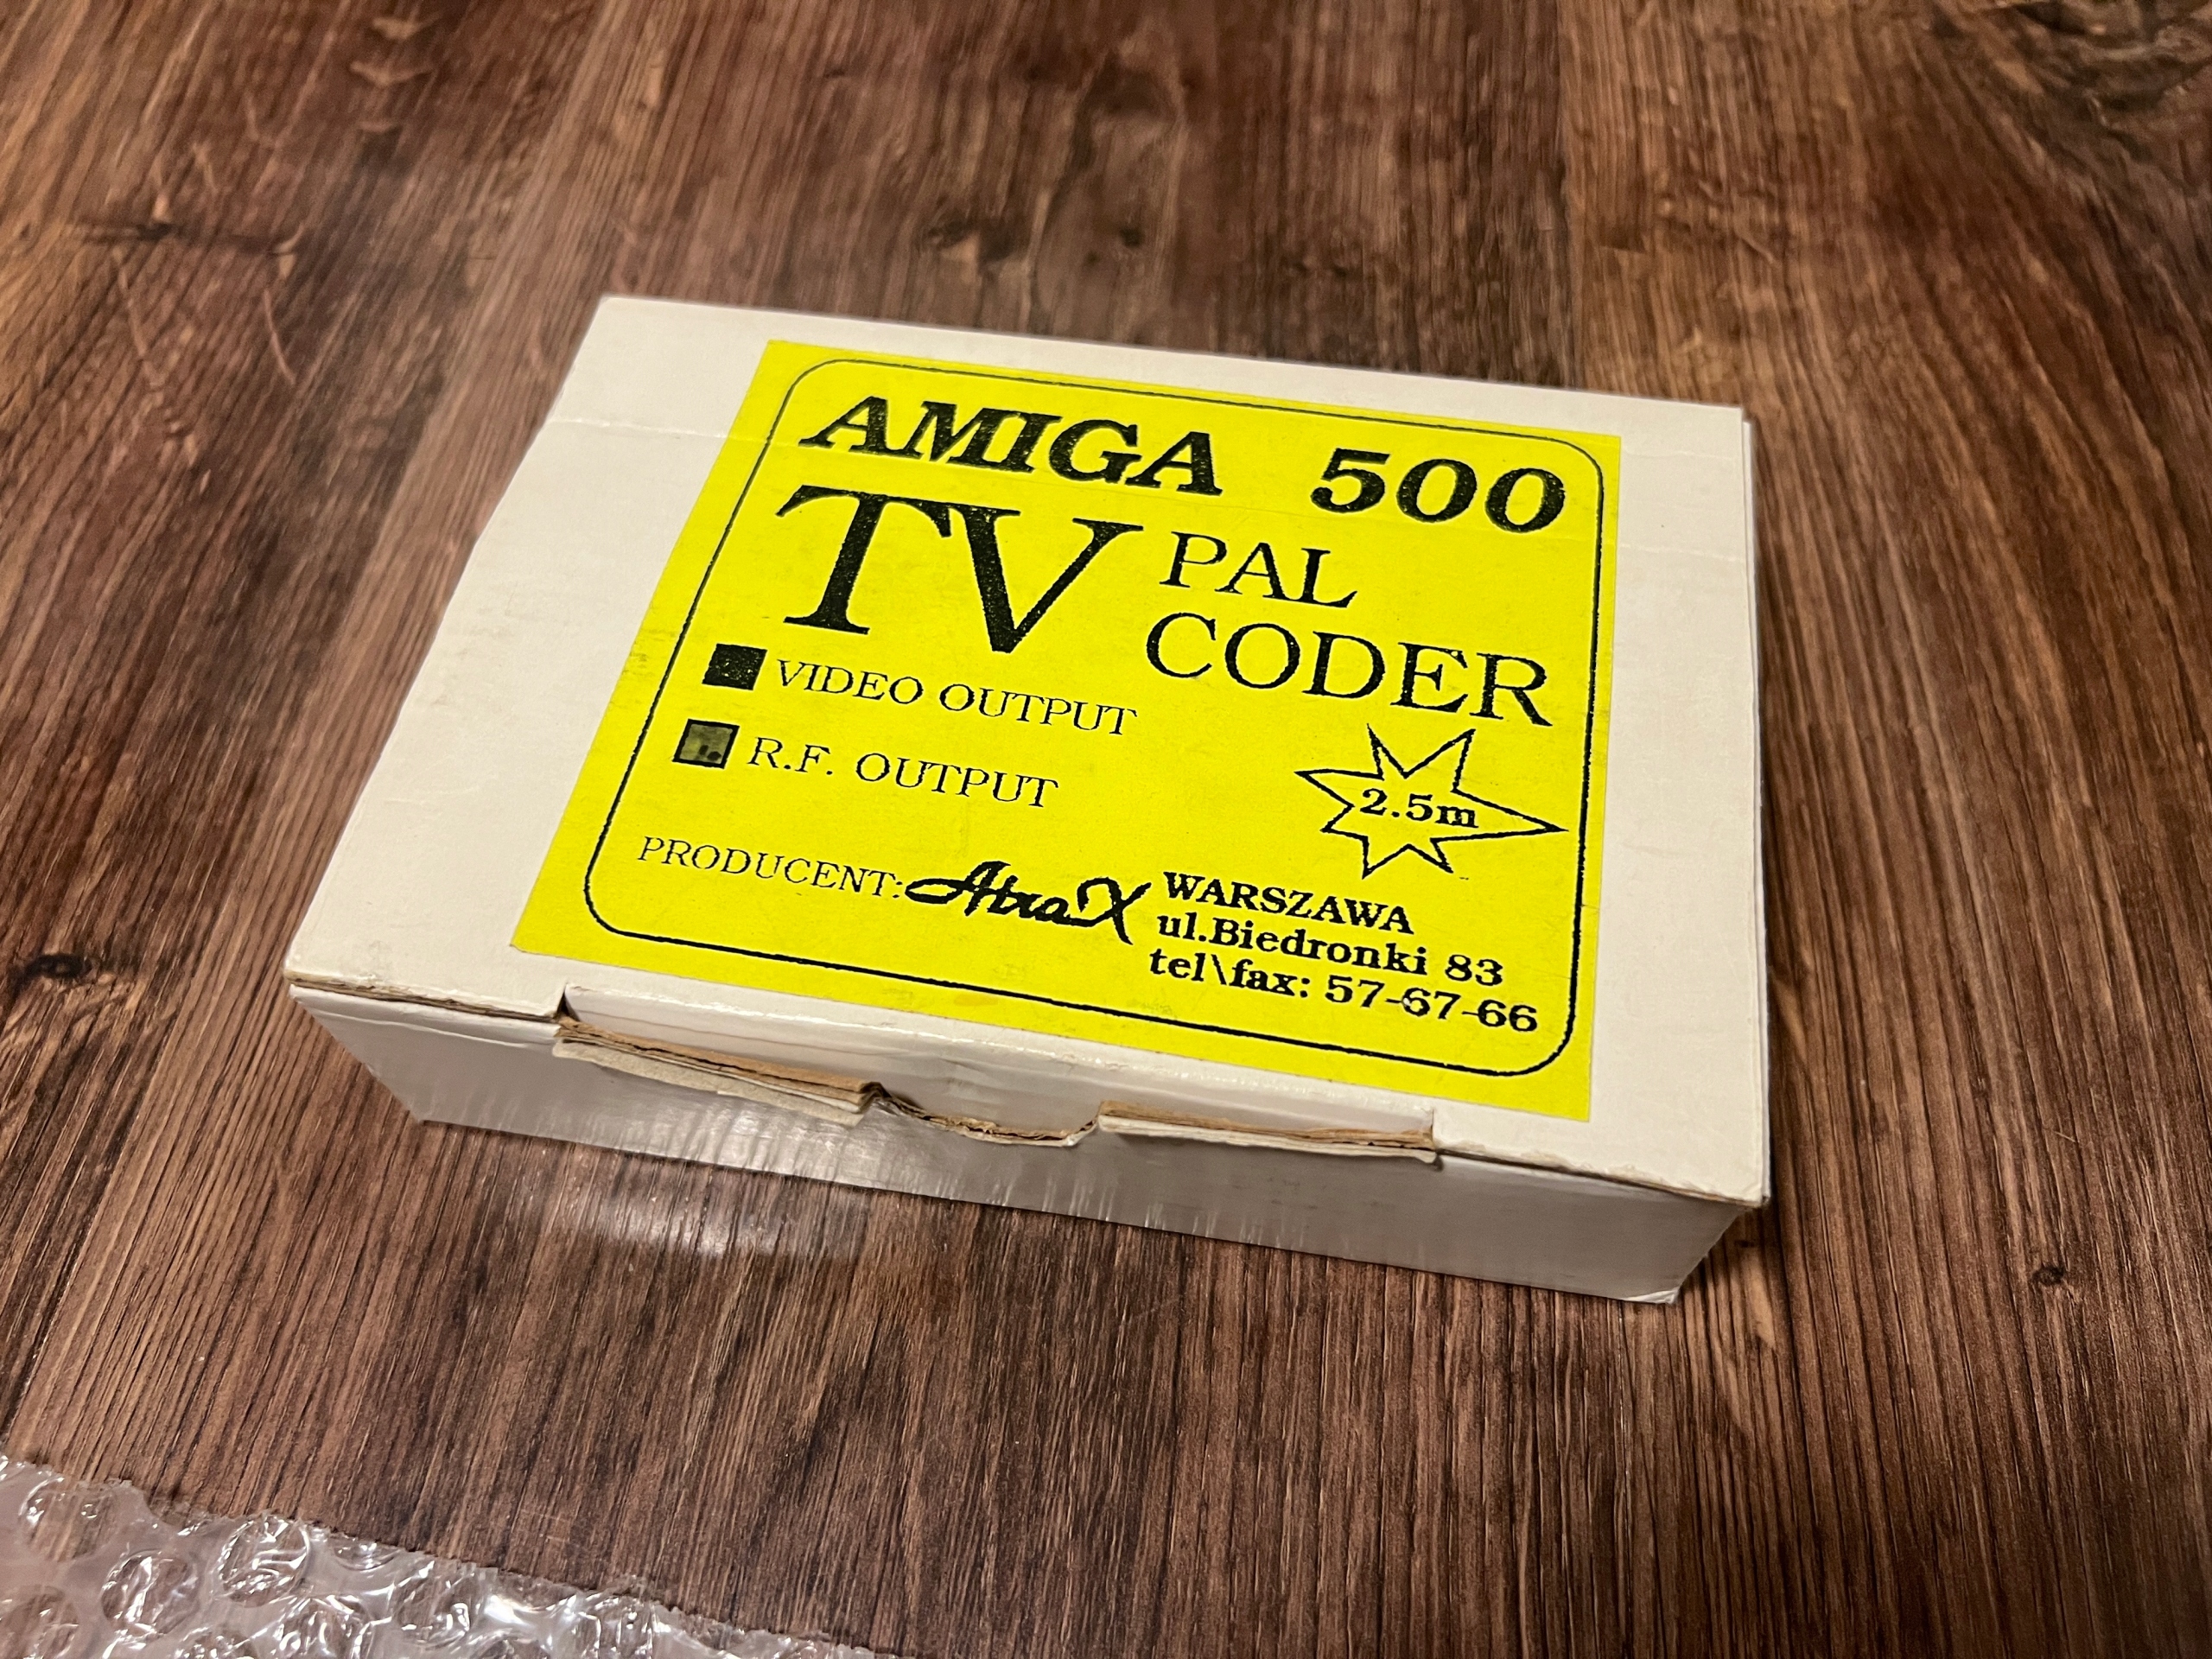 AMIGA 500
TV PAL
CODER
VIDEO OUTPUT
R.F. OUTPUT
2.5m
PRODUCENT: AtraX WARSZAWA
ul.Biedronki 83
tel\fax: 57-67-66